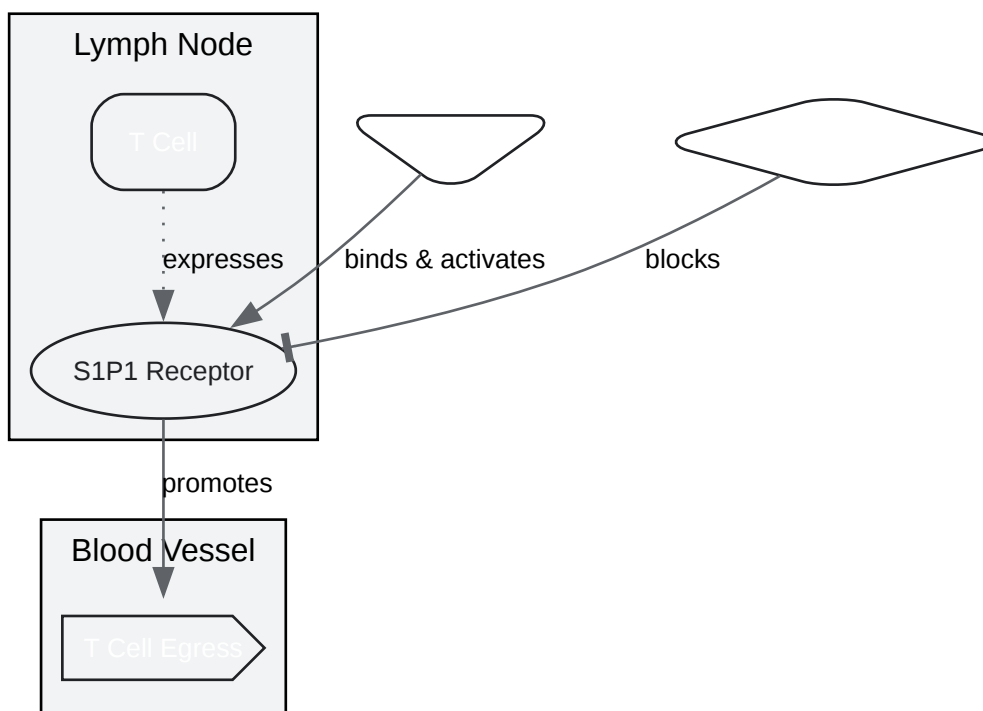 Lymph Node
T Cell
expresses
binds & activates
blocks
S1P1 Receptor
promotes
Blood Vessel
T Cell Egress